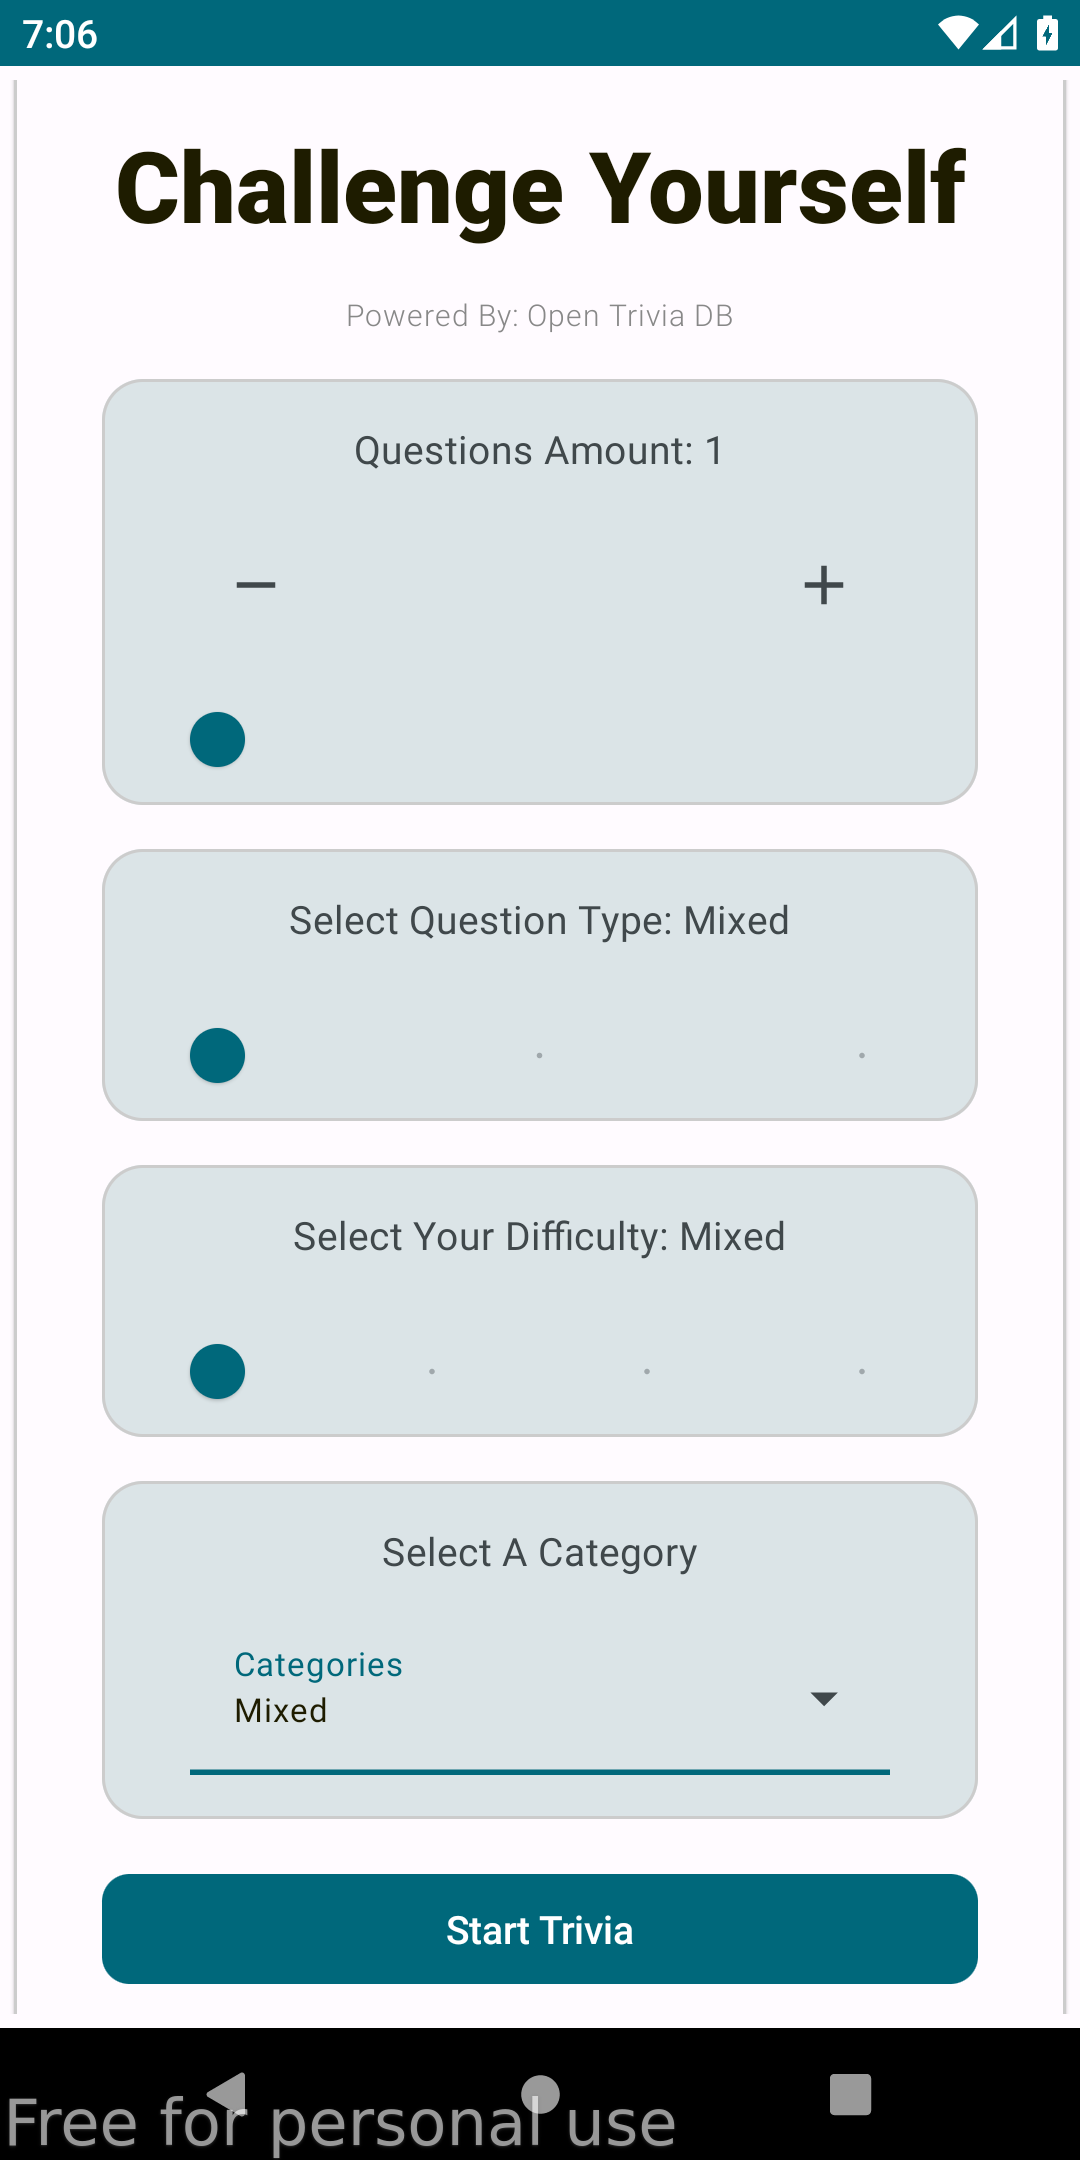 7:06
Challenge Yourself
Powered By: Open Trivia DB
Questions Amount: 1
Select Question Type: Mixed
Select Your Difficulty: Mixed
Select A Category
Categories
Mixed
Start Trivia
Free for personal use